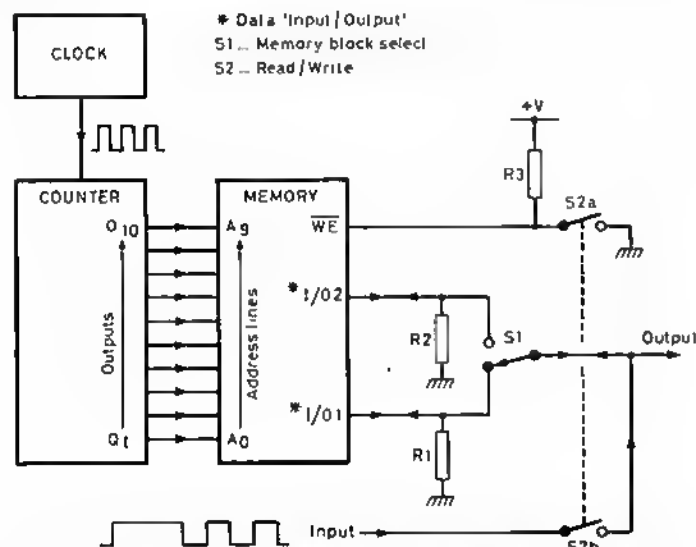 * Data 'Input/Output'
S1 _ Memory block select
S2 _ Read/Write
CLOCK
+V
R3
COUNTER
MEMORY
S2a
Q10
A9
WE
* I/O2
Outputs
Address lines
R2
S1
Output
* I/O1
Q1
A0
R1
Input
S2b